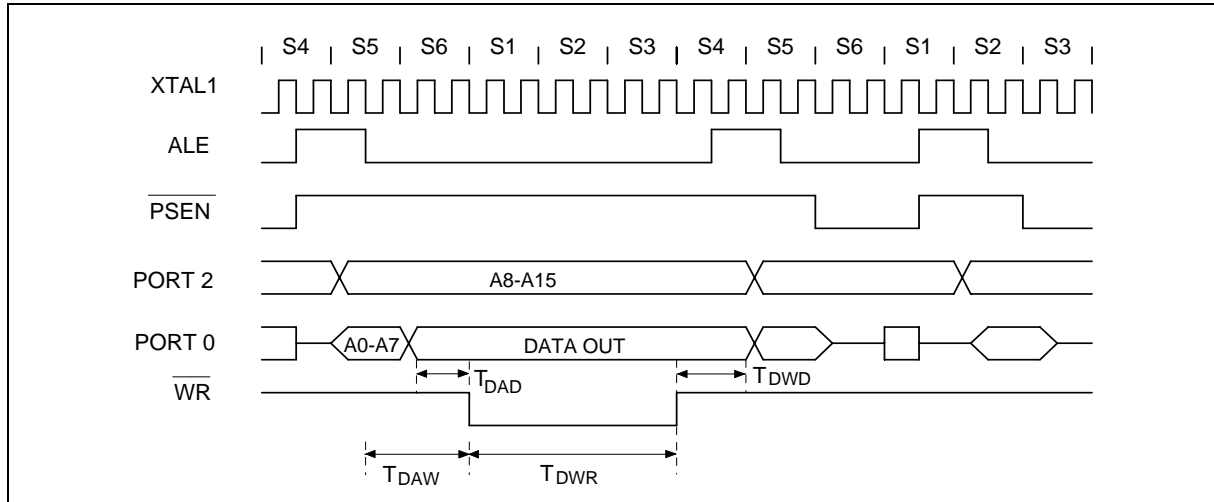 S4 S5 S6 S1 S2 S3 S4 S5 S6 S1 S2 S3
XTAL1
ALE
PSEN
PORT 2 A8-A15
PORT 0 A0-A7 DATA OUT
TDAD TDWD
WR
TDAW TDWR